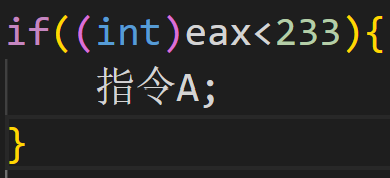 if((int)eax<233){
指令A;
}